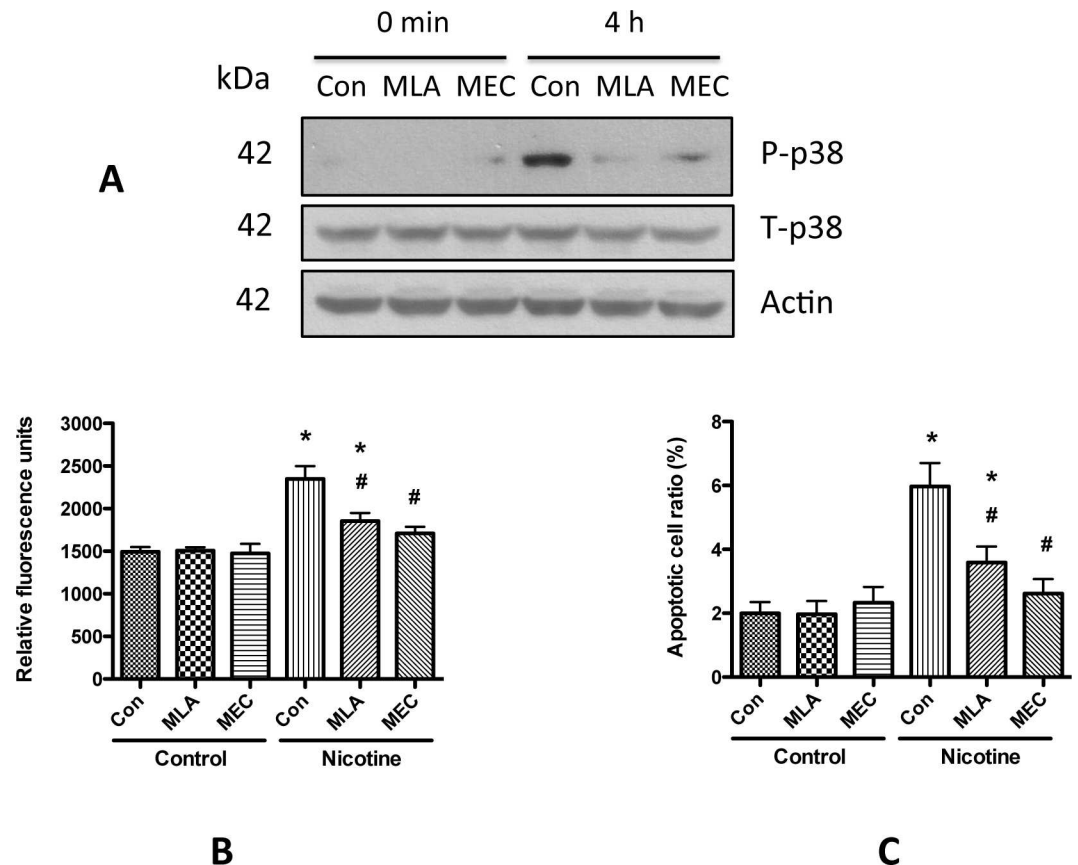 0 min 4 h
kDa Con MLA MEC Con MLA MEC
42 P-p38
A
42 T-p38
42 Actin
Relative fluorescence units
3000
2500
2000
1500
1000
500
0
* * # #
Con MLA MEC Con MLA MEC
Control Nicotine
B
Apoptotic cell ratio (%)
8
6
4
2
0
* * # #
Con MLA MEC Con MLA MEC
Control Nicotine
C